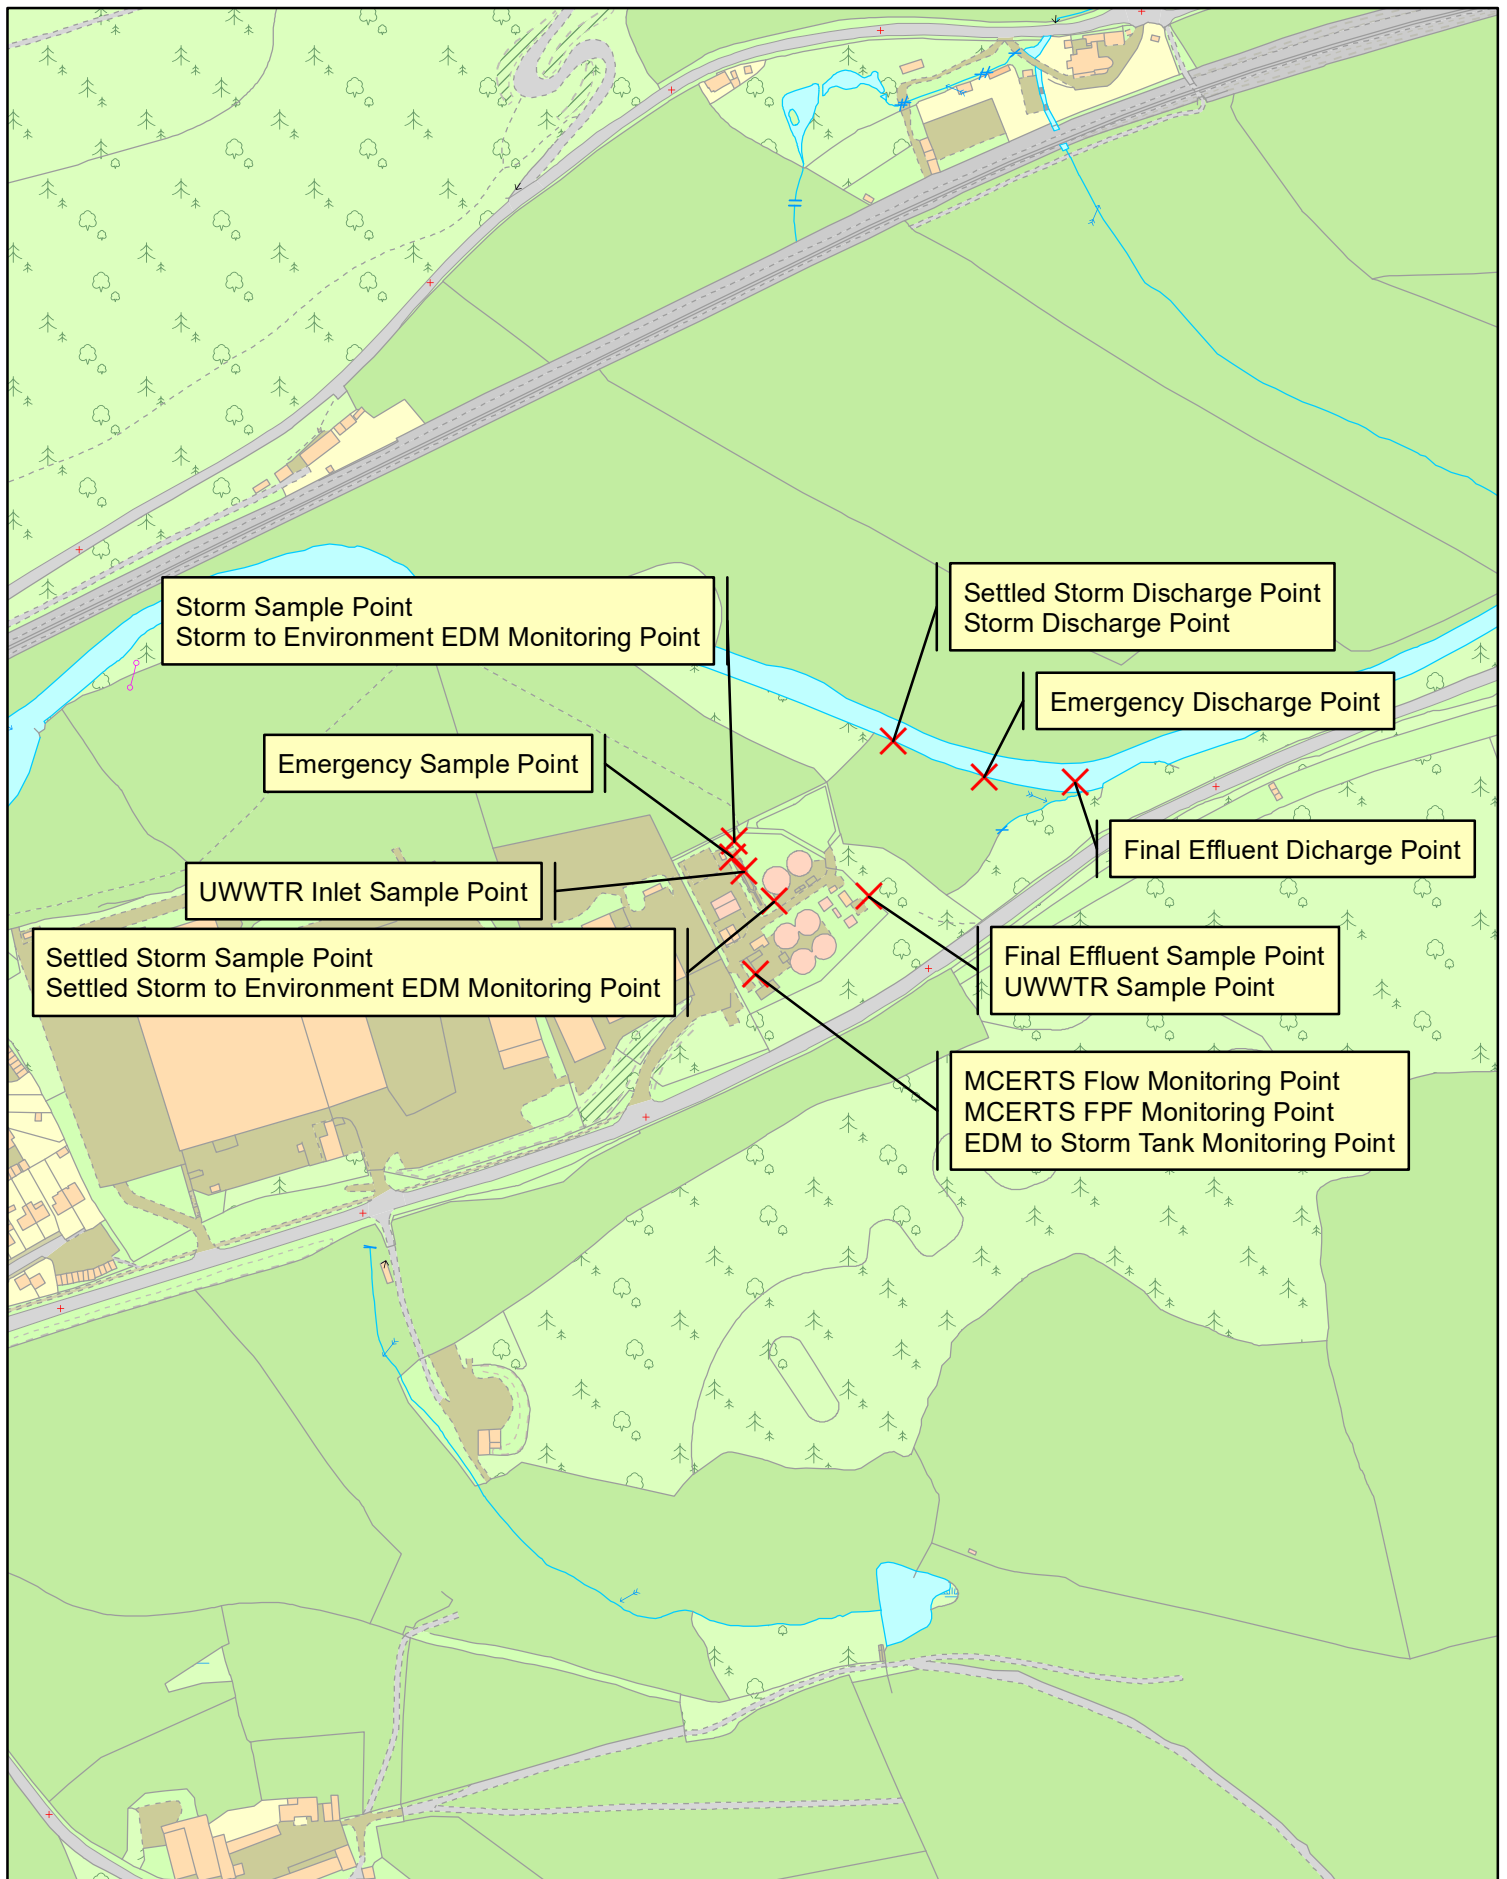 Storm Sample Point
Storm to Environment EDM Monitoring Point
Settled Storm Discharge Point
Storm Discharge Point
Emergency Discharge Point
Emergency Sample Point
Final Effluent Dicharge Point
UWWTR Inlet Sample Point
Settled Storm Sample Point
Settled Storm to Environment EDM Monitoring Point
Final Effluent Sample Point
UWWTR Sample Point
MCERTS Flow Monitoring Point
MCERTS FPF Monitoring Point
EDM to Storm Tank Monitoring Point